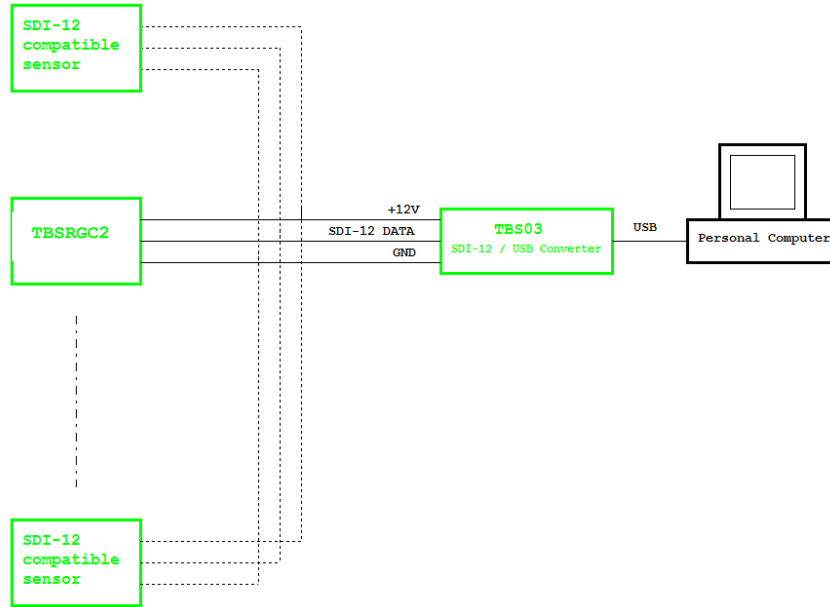 SDI-12
compatible
sensor
+12V
TBSRGC2
SDI-12 DATA
GND
TBS03
SDI-12 / USB Converter
USB
Personal Computer
SDI-12
compatible
sensor